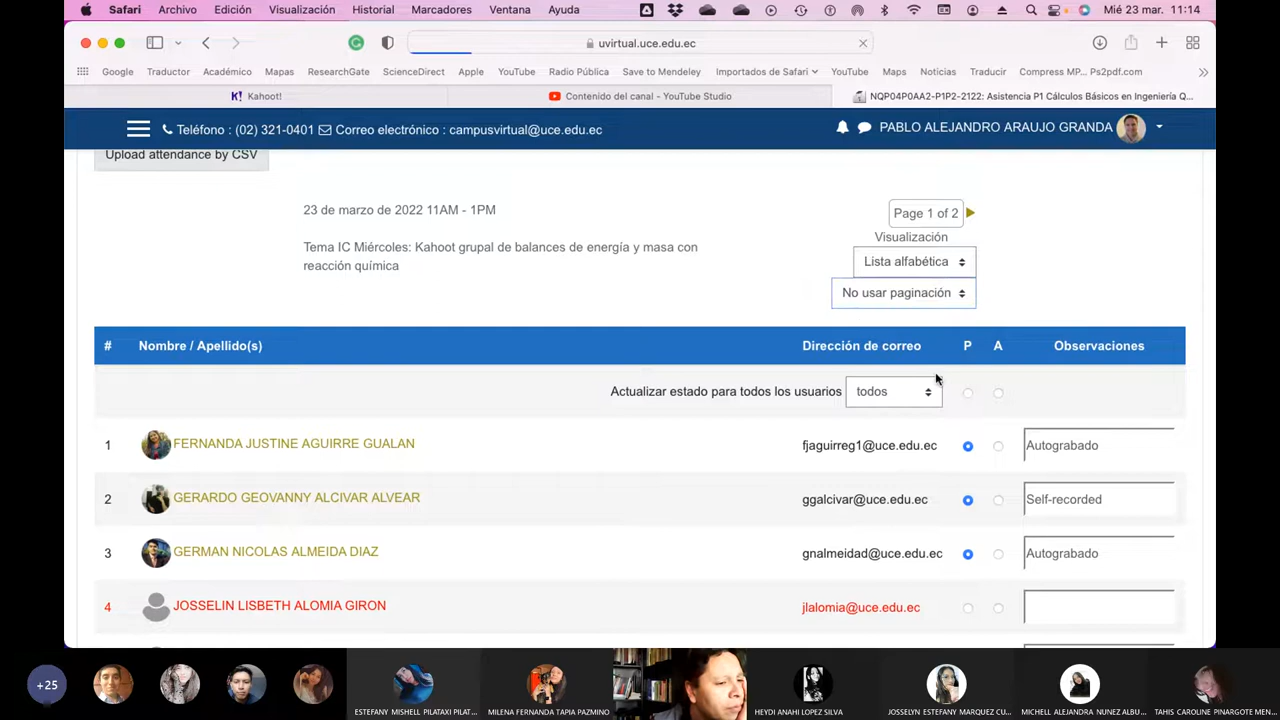 Safari Archivo Edición Visualización Historial Marcadores Ventana Ayuda Mié 23 mar. 11:14
uvirtual.uce.edu.ec
Google Traductor Académico Mapas ResearchGate ScienceDirect Apple YouTube Radio Pública Save to Mendeley Importados de Safari YouTube Maps Noticias Traducir Compress MP... Ps2pdf.com
K! Kahoot! Contenido del canal - YouTube Studio NQP04P0AA2-P1P2-2122: Asistencia P1 Cálculos Básicos en Ingeniería Q...
Teléfono : (02) 321-0401 Correo electrónico : campusvirtual@uce.edu.ec PABLO ALEJANDRO ARAUJO GRANDA
Upload attendance by CSV
23 de marzo de 2022 11AM - 1PM Page 1 of 2
Visualización
Tema IC Miércoles: Kahoot grupal de balances de energía y masa con
reacción química
Lista alfabética
No usar paginación
# Nombre / Apellido(s) Dirección de correo P A Observaciones
Actualizar estado para todos los usuarios todos
1 FERNANDA JUSTINE AGUIRRE GUALAN fjaguirreg1@uce.edu.ec Autograbado
2 GERARDO GEOVANNY ALCIVAR ALVEAR ggalcivar@uce.edu.ec Self-recorded
3 GERMAN NICOLAS ALMEIDA DIAZ gnalmeidad@uce.edu.ec Autograbado
4 JOSSELIN LISBETH ALOMIA GIRON jlalomia@uce.edu.ec
+25
ESTEFANY MISHELL PILATAXI PILAT... MILENA FERNANDA TAPIA PAZMINO HEYDI ANAHI LOPEZ SILVA JOSSELYN ESTEFANY MARQUEZ CU... MICHELL ALEJANDRA NUNEZ ALBU... TAHIS CAROLINE PINARGOTE MEN...